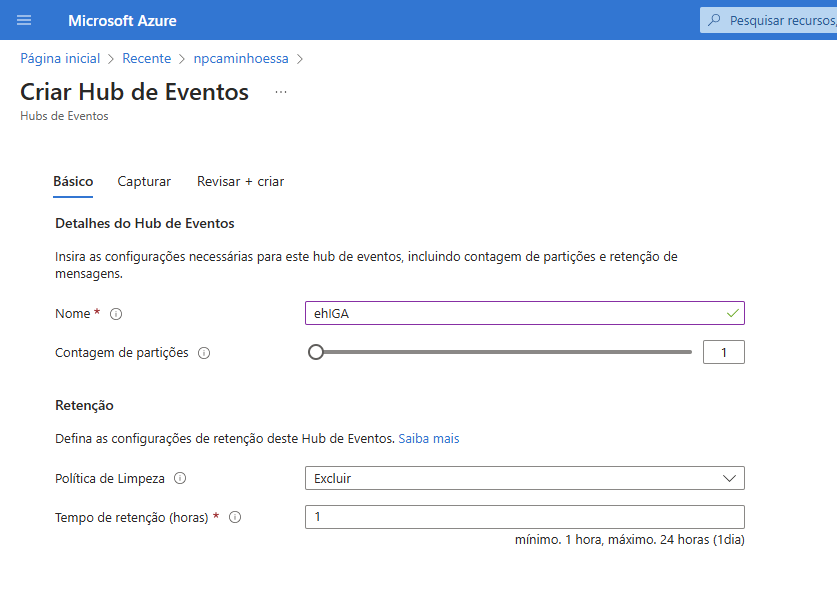 Microsoft Azure
Pesquisar recursos,
Página inicial > Recente > npcaminhoessa >
Criar Hub de Eventos ...
Hubs de Eventos
Básico Capturar Revisar + criar
Detalhes do Hub de Eventos
Insira as configurações necessárias para este hub de eventos, incluindo contagem de partições e retenção de
mensagens.
Nome * ehIGA
Contagem de partições 1
Retenção
Defina as configurações de retenção deste Hub de Eventos. Saiba mais
Política de Limpeza Excluir
Tempo de retenção (horas) * 1
mínimo. 1 hora, máximo. 24 horas (1dia)